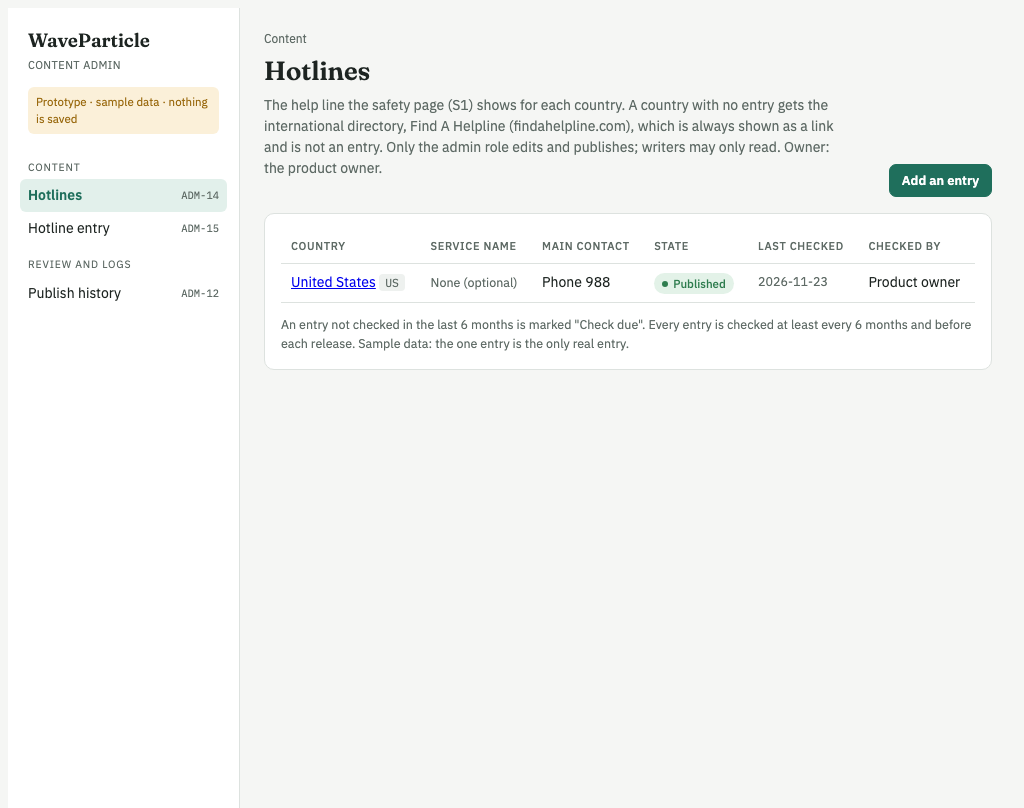 WaveParticle
CONTENT ADMIN
Prototype · sample data · nothing
is saved
CONTENT
Hotlines ADM-14
Hotline entry ADM-15
REVIEW AND LOGS
Publish history ADM-12
Content
Hotlines
The help line the safety page (S1) shows for each country. A country with no entry gets the
international directory, Find A Helpline (findahelpline.com), which is always shown as a link
and is not an entry. Only the admin role edits and publishes; writers may only read. Owner:
the product owner.
Add an entry
COUNTRY SERVICE NAME MAIN CONTACT STATE LAST CHECKED CHECKED BY
United States US None (optional) Phone 988 Published 2026-11-23 Product owner
An entry not checked in the last 6 months is marked "Check due". Every entry is checked at least every 6 months and before
each release. Sample data: the one entry is the only real entry.